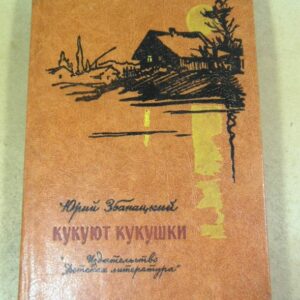 Юрий Збанацкий
КУКУЮТ КУКУШКИ
Издательство
"Детская литература"